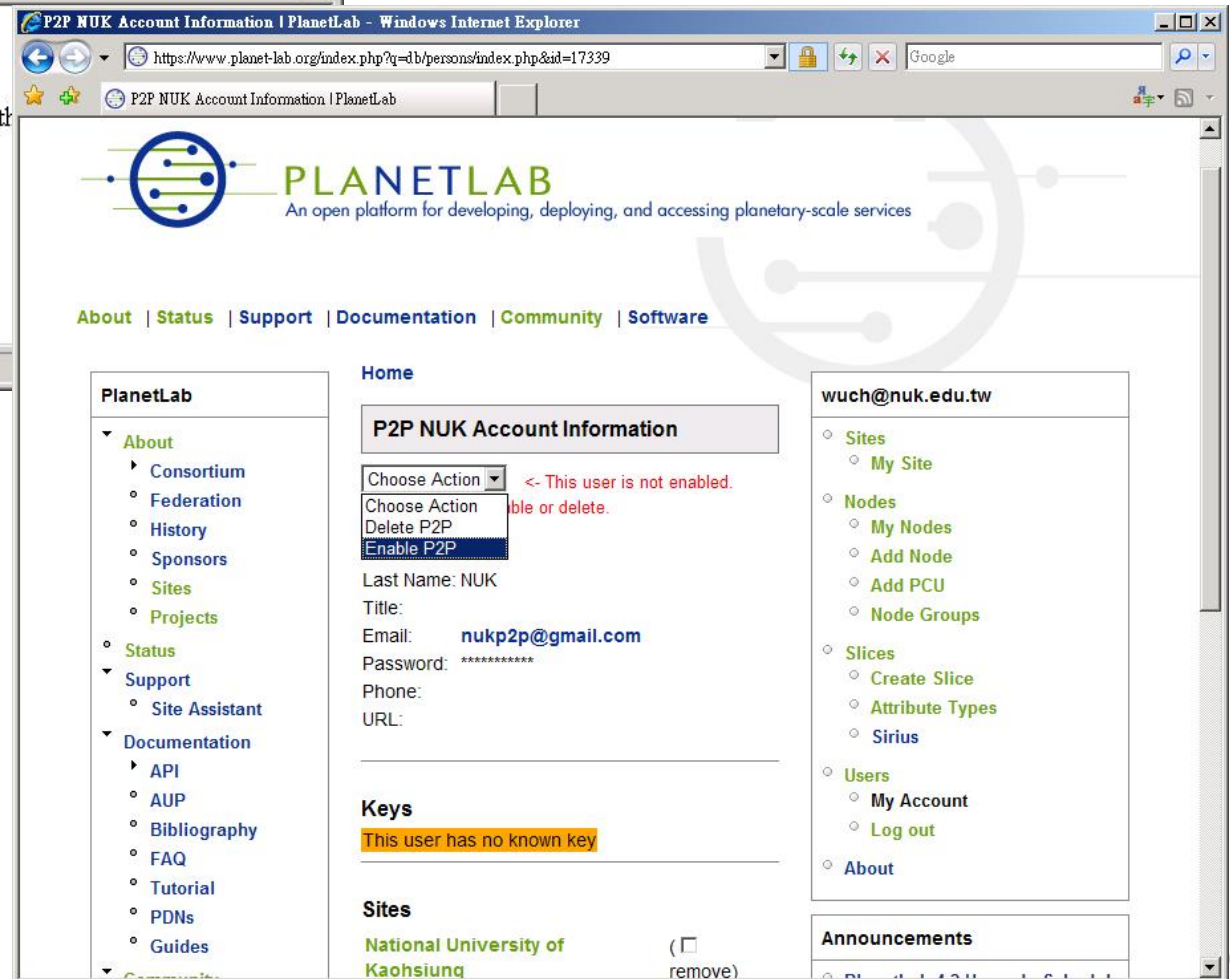 P2P NUK Account Information | PlanetLab - Windows Internet Explorer
https://www.planet-lab.org/index.php?q=db/persons/index.php&id=17339
Google
P2P NUK Account Information | PlanetLab
th
PLANETLAB
An open platform for developing, deploying, and accessing planetary-scale services
About | Status | Support | Documentation | Community | Software
PlanetLab
About
Consortium
Federation
History
Sponsors
Sites
Projects
Status
Support
Site Assistant
Documentation
API
AUP
Bibliography
FAQ
Tutorial
PDNs
Guides
Community
Home
P2P NUK Account Information
Choose Action
<- This user is not enabled.
Choose Action
ble or delete.
Delete P2P
Enable P2P
Last Name: NUK
Title:
Email: nukp2p@gmail.com
Password: ***********
Phone:
URL:
Keys
This user has no known key
Sites
National University of
Kaohsiung
(
remove)
wuch@nuk.edu.tw
Sites
My Site
Nodes
My Nodes
Add Node
Add PCU
Node Groups
Slices
Create Slice
Attribute Types
Sirius
Users
My Account
Log out
About
Announcements